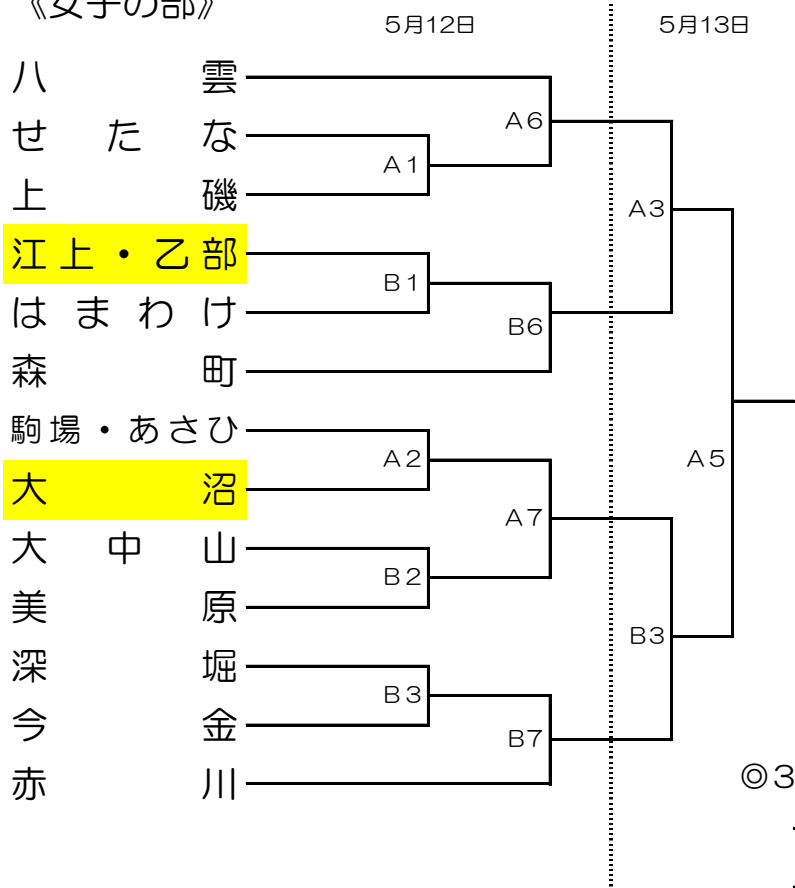 《女子の部》
5月12日
5月13日
八雲
A6
せたな
A1
上磯
A3
江上・乙部
B1
はまわけ
B6
森町
駒場・あさひ
A2
A5
大沼
A7
大中山
B2
美原
B3
深堀
B3
今金
B7
赤川
◎3